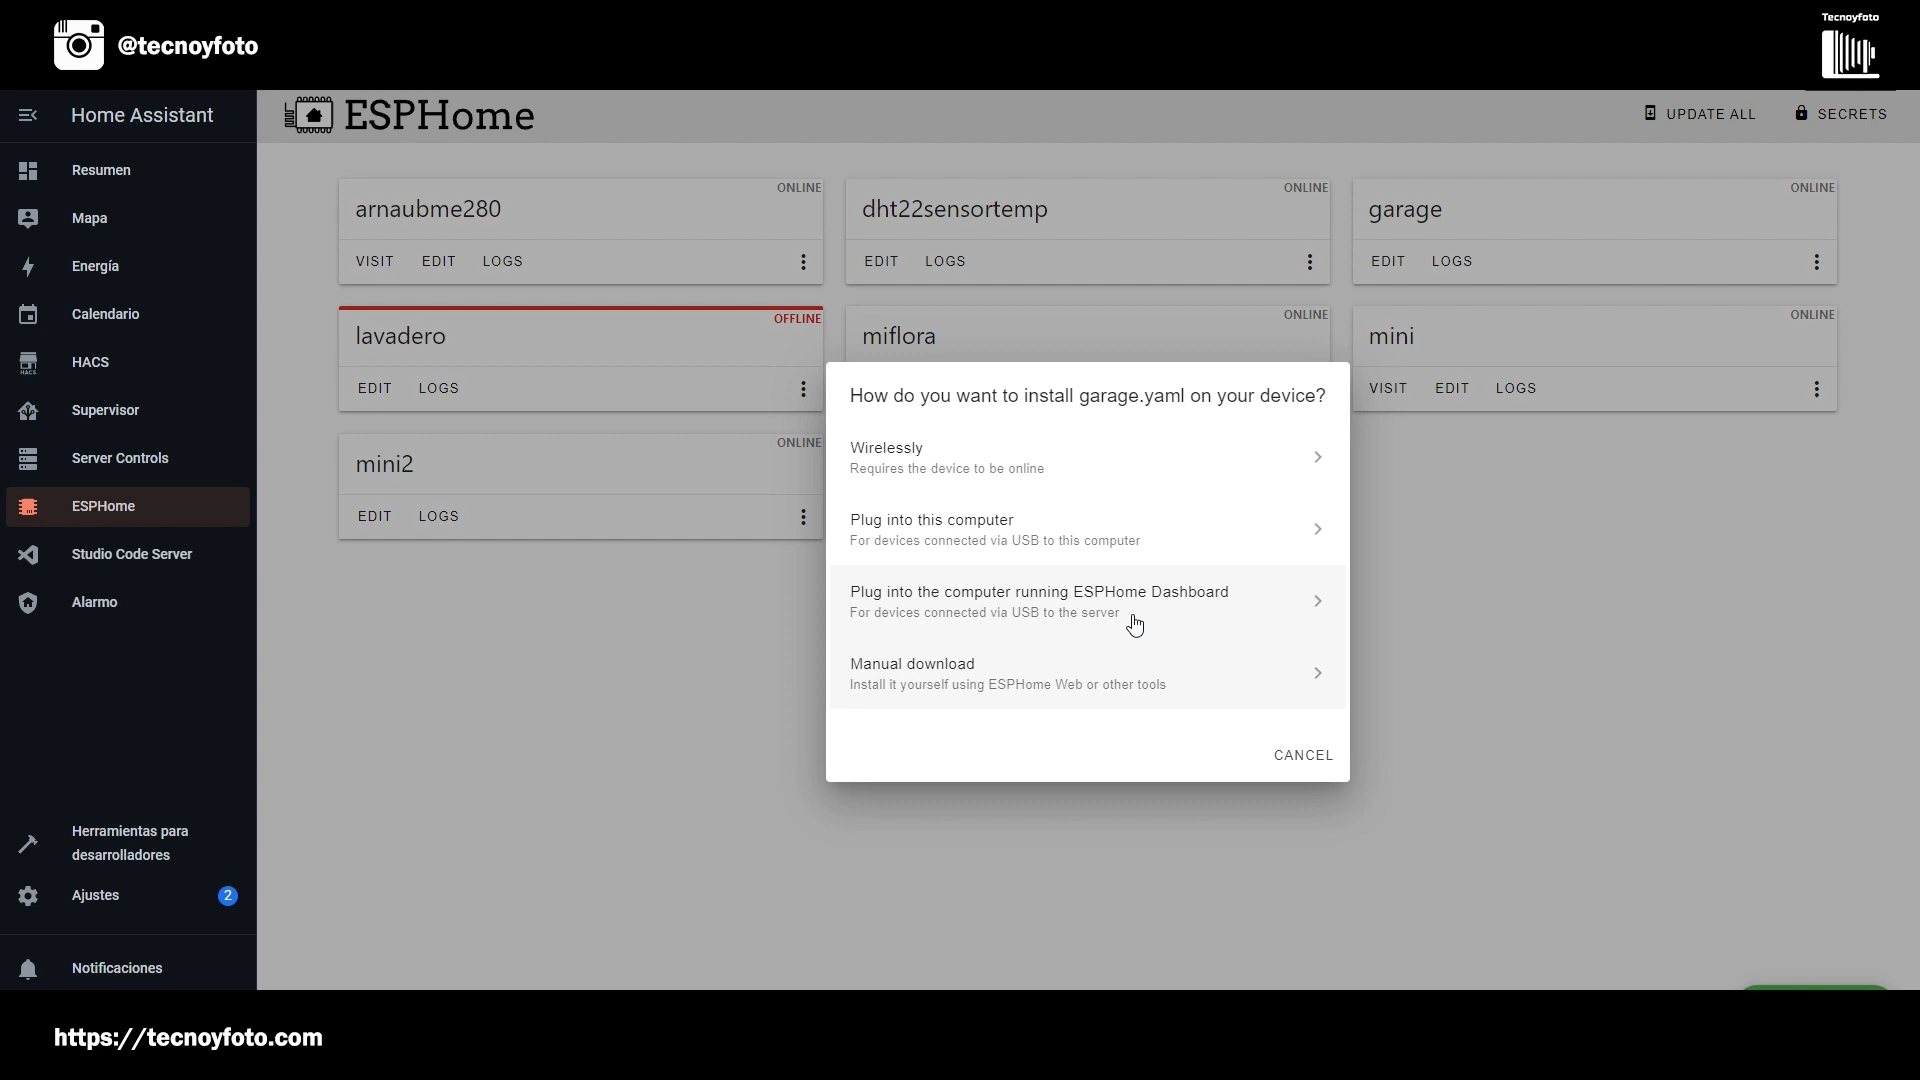 @tecnoyfoto
Tecnoyfoto
Home Assistant
ESPHome
UPDATE ALL
SECRETS
Resumen
Mapa
Energía
Calendario
HACS
HACS
Supervisor
Server Controls
ESPHome
Studio Code Server
Alarmo
Herramientas para
desarrolladores
Ajustes
2
Notificaciones
ONLINE
arnaubme280
VISIT EDIT LOGS
ONLINE
dht22sensortemp
EDIT LOGS
ONLINE
garage
EDIT LOGS
OFFLINE
lavadero
EDIT LOGS
ONLINE
miflora
ONLINE
mini
VISIT EDIT LOGS
ONLINE
mini2
EDIT LOGS
How do you want to install garage.yaml on your device?
Wirelessly
Requires the device to be online
Plug into this computer
For devices connected via USB to this computer
Plug into the computer running ESPHome Dashboard
For devices connected via USB to the server
Manual download
Install it yourself using ESPHome Web or other tools
CANCEL
https://tecnoyfoto.com